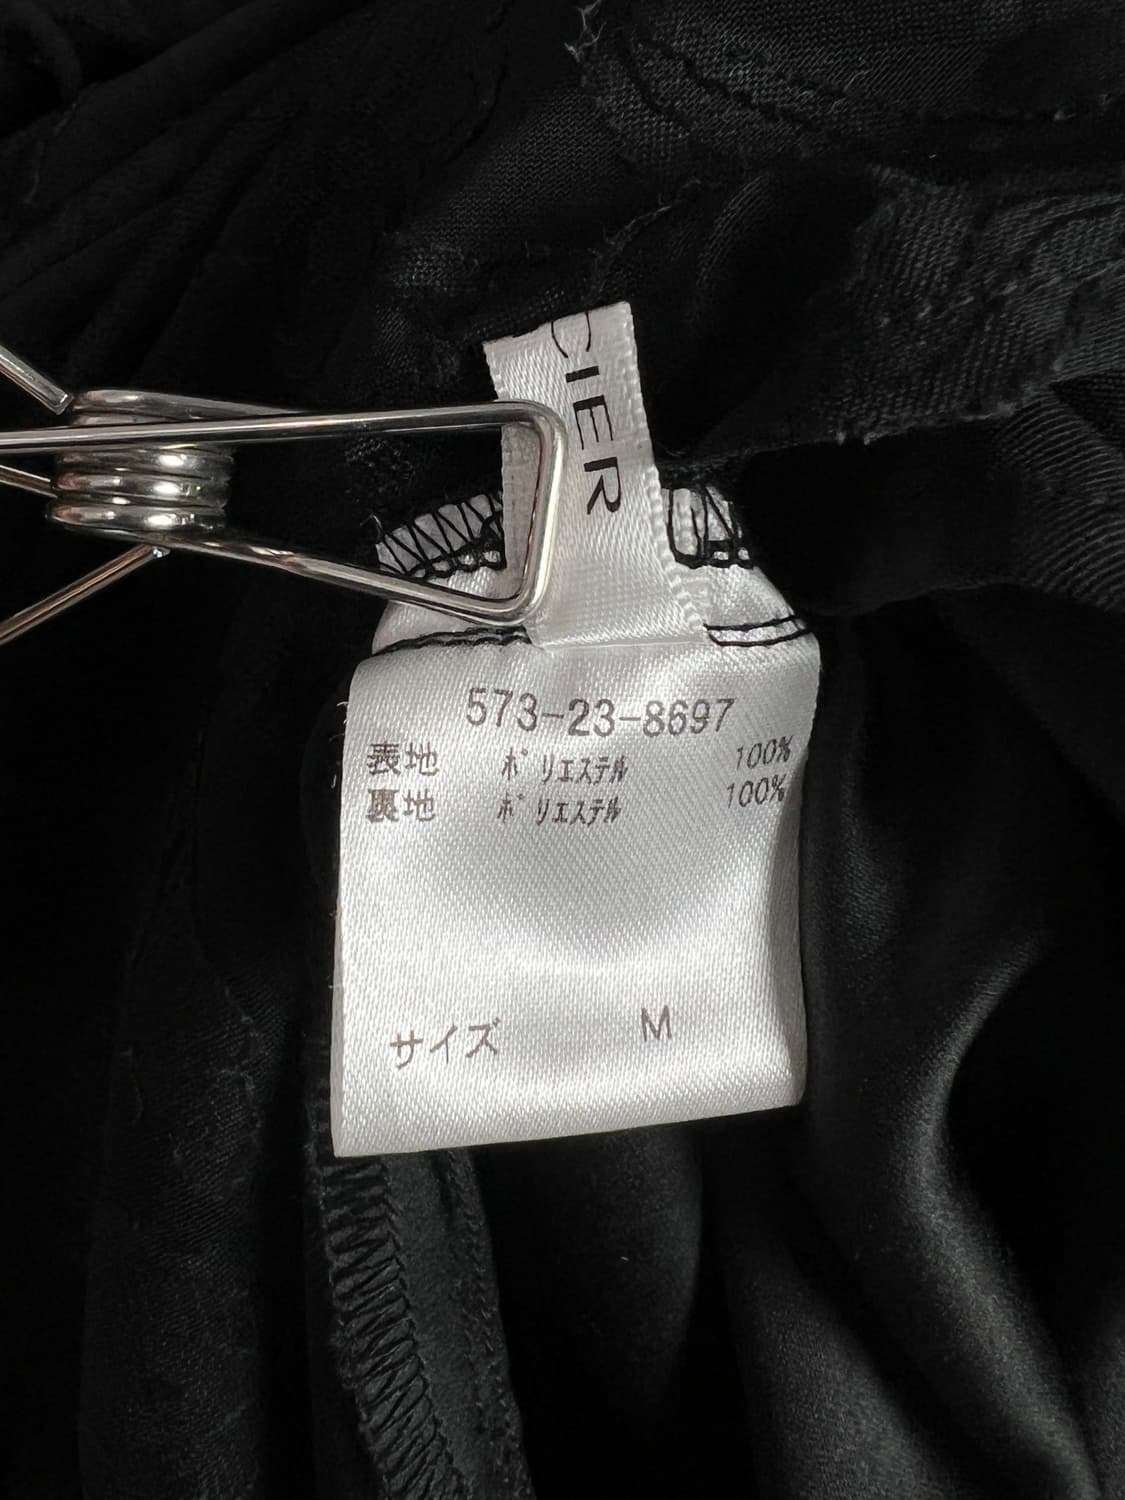 CIER
573-23-8697
表地 ポリエステル 100%
裏地 ポリエステル 100%
サイズ M